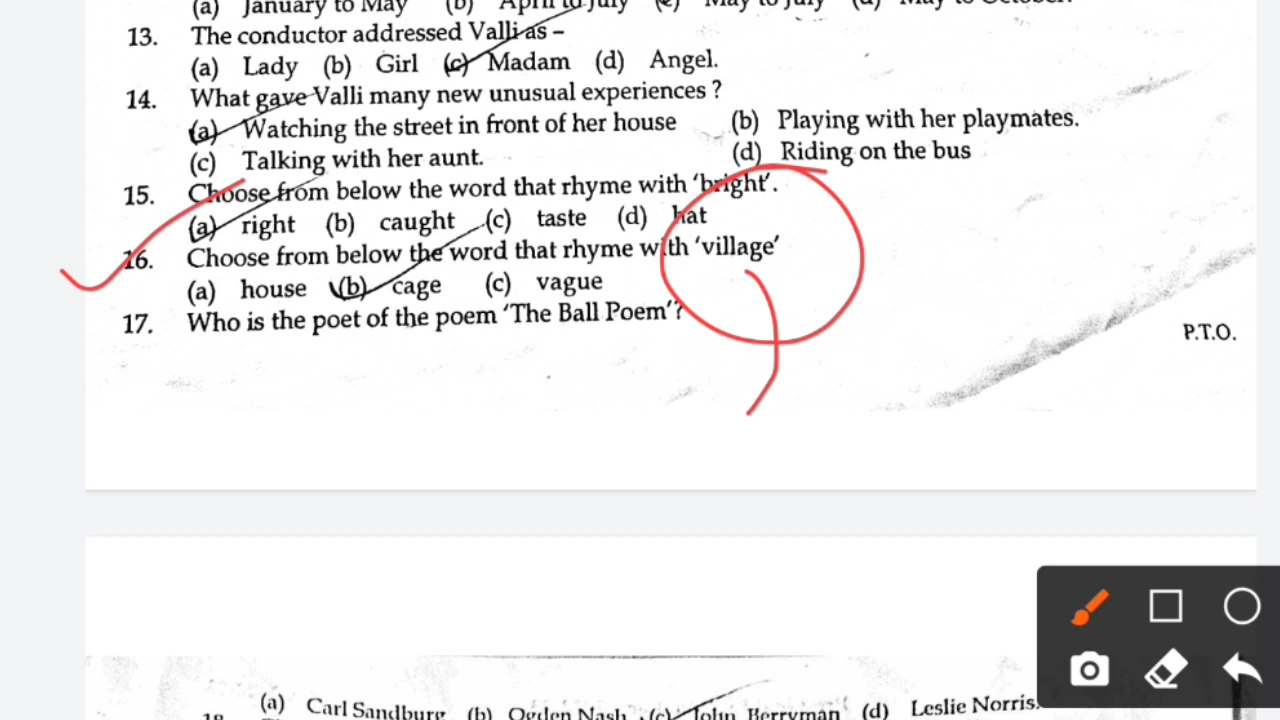 (a) January to May (b) April to July (c) May to July (d) May to October.
13. The conductor addressed Valli as –
(a) Lady (b) Girl (c) Madam (d) Angel.
14. What gave Valli many new unusual experiences ?
(a) Watching the street in front of her house (b) Playing with her playmates.
(c) Talking with her aunt. (d) Riding on the bus
15. Choose from below the word that rhyme with ‘bright’.
(a) right (b) caught (c) taste (d) hat
16. Choose from below the word that rhyme with ‘village’
(a) house (b) cage (c) vague
17. Who is the poet of the poem ‘The Ball Poem’?
P.T.O.
(a) Carl Sandburg (b) Ogden Nash (c) John Berryman (d) Leslie Norris.
18